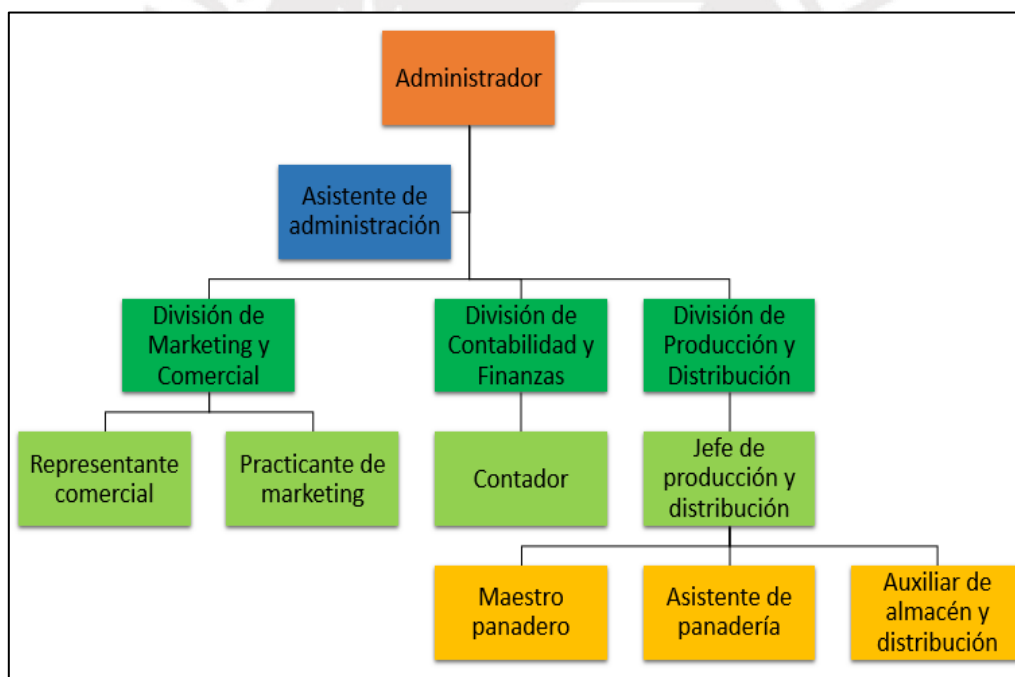 Administrador
Asistente de
administración
División de
Marketing y
Comercial
División de
Contabilidad y
Finanzas
División de
Producción y
Distribución
Representante
comercial
Practicante de
marketing
Contador
Jefe de
producción y
distribución
Maestro
panadero
Asistente de
panadería
Auxiliar de
almacén y
distribución